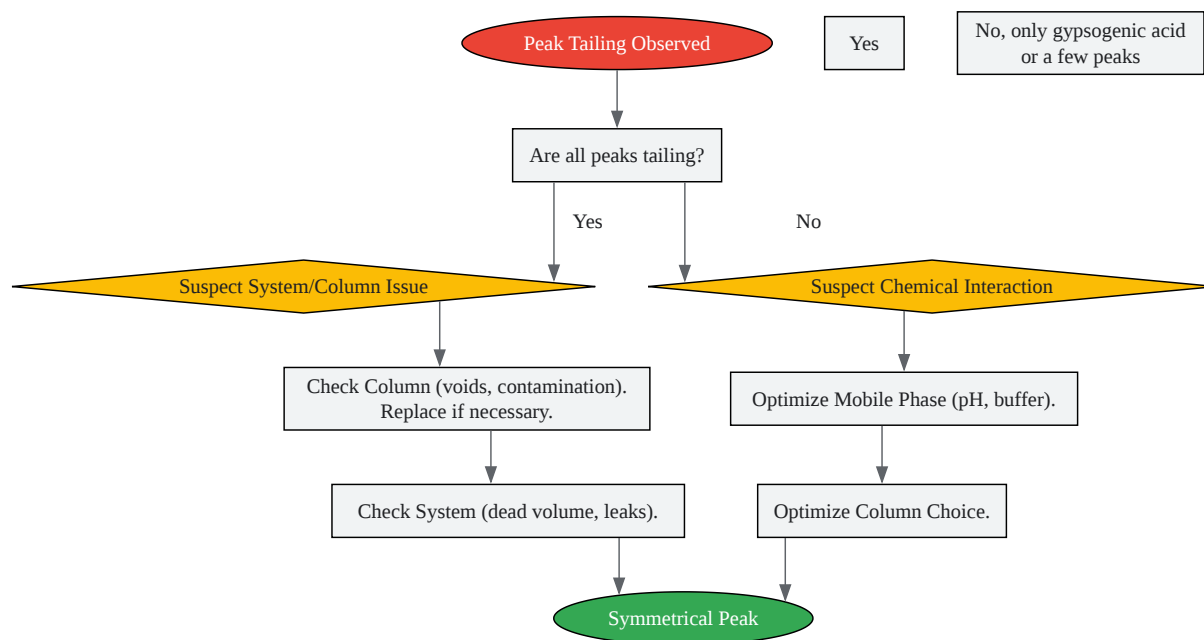 Peak Tailing Observed
Yes
No, only gypsogenic acid
or a few peaks
Are all peaks tailing?
Yes
No
Suspect System/Column Issue
Suspect Chemical Interaction
Check Column (voids, contamination).
Replace if necessary.
Optimize Mobile Phase (pH, buffer).
Check System (dead volume, leaks).
Optimize Column Choice.
Symmetrical Peak